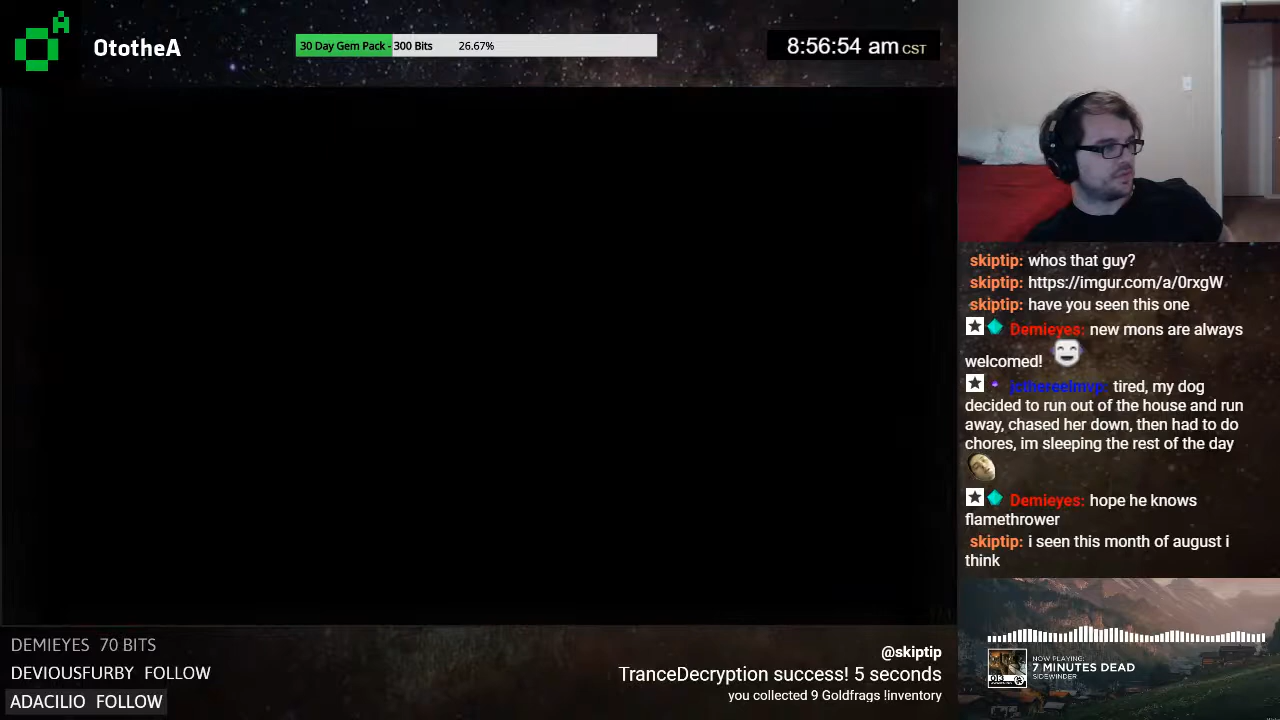 OtotheA
30 Day Gem Pack - 300 Bits 26.67%
8:56:54 am CST
skiptip: whos that guy?
skiptip: https://imgur.com/a/0rxgW
skiptip: have you seen this one
Demieyes: new mons are always
welcomed!
jcthereelmvp: tired, my dog
decided to run out of the house and run
away, chased her down, then had to do
chores, im sleeping the rest of the day
Demieyes: hope he knows
flamethrower
skiptip: i seen this month of august i
think
NOW PLAYING:
7 MINUTES DEAD
SIDEWINDER
DEMIEYES 70 BITS
DEVIOUSFURBY FOLLOW
ADACILIO FOLLOW
@skiptip
TranceDecryption success! 5 seconds
you collected 9 Goldfrags !inventory